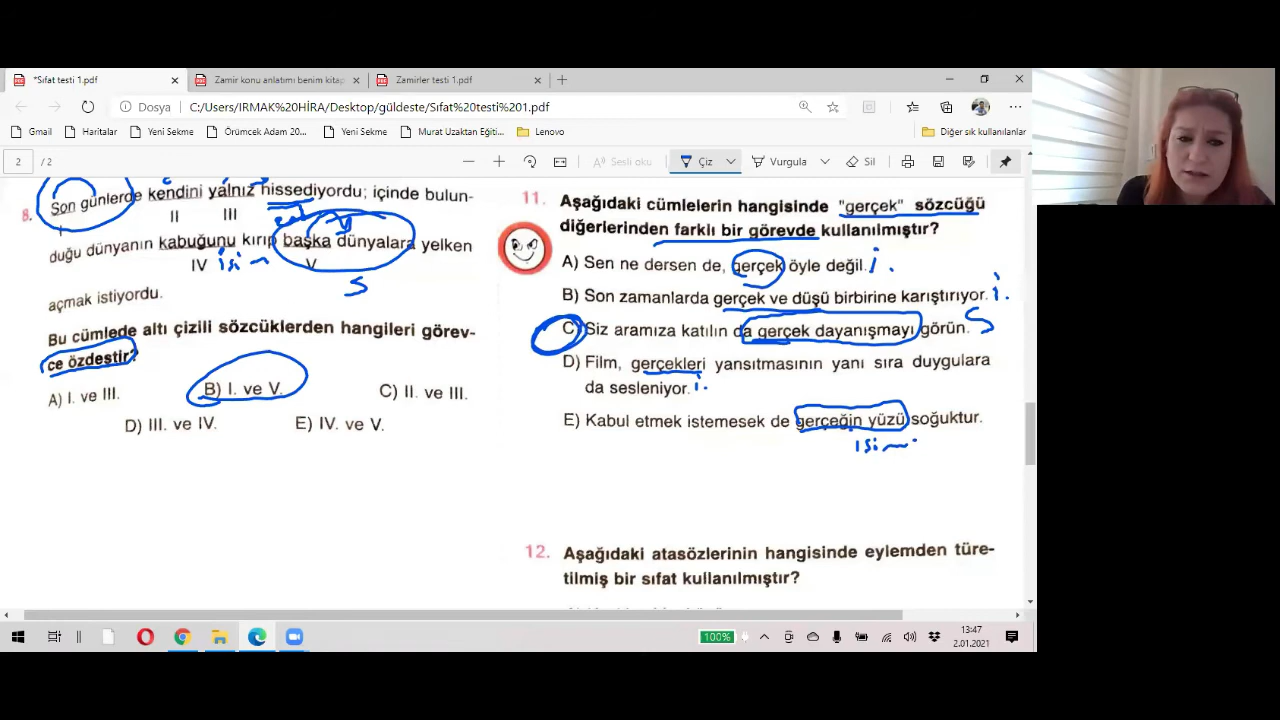 *Sıfat testi 1.pdf
Zamir konu anlatımı benim kitap
Zamirler testi 1.pdf
Dosya
C:/Users/IRMAK%20HİRA/Desktop/güldeste/Sıfat%20testi%201.pdf
Gmail
Haritalar
Yeni Sekme
Örümcek Adam 20...
Yeni Sekme
Murat Uzaktan Eğiti...
Lenovo
Diğer sık kullanılanlar
2 /2
Sesli oku
Çiz
Vurgula
Sil
8. Son günlerde kendini yalnız hissediyordu; içinde bulun-
II III
duğu dünyanın kabuğunu kırıp başka dünyalara yelken
IV isim V
S
açmak istiyordu.
Bu cümlede altı çizili sözcüklerden hangileri görev-
ce özdeştir?
A) I. ve III.
B) I. ve V.
C) II. ve III.
D) III. ve IV.
E) IV. ve V.
11. Aşağıdaki cümlelerin hangisinde "gerçek" sözcüğü
diğerlerinden farklı bir görevde kullanılmıştır?
A) Sen ne dersen de, gerçek öyle değil. i.
B) Son zamanlarda gerçek ve düşü birbirine karıştırıyor. i.
C) Siz aramıza katılın da gerçek dayanışmayı görün. S
D) Film, gerçekleri yansıtmasının yanı sıra duygulara
da sesleniyor. i.
E) Kabul etmek istemesek de gerçeğin yüzü soğuktur.
isim
12. Aşağıdaki atasözlerinin hangisinde eylemden türe-
tilmiş bir sıfat kullanılmıştır?
100%
13:47
2.01.2021